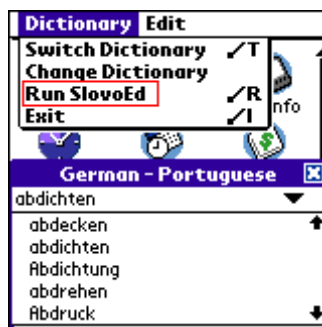 Dictionary Edit
Switch Dictionary /T
Change Dictionary
Run SlovoEd /R
nfo
Exit /I
German - Portuguese
abdichten
abdecken
abdichten
Abdichtung
abdrehen
Abdruck